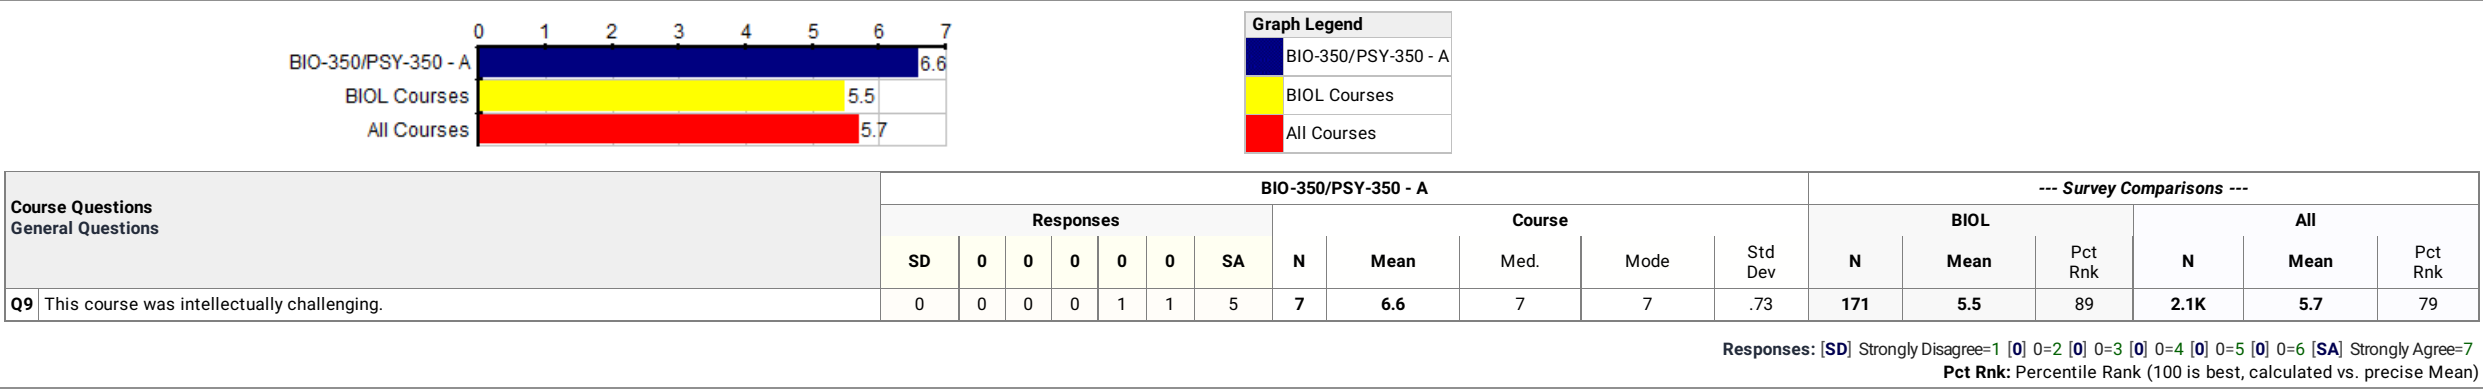 0 1 2 3 4 5 6 7
BIO-350/PSY-350 - A 6.6
BIOL Courses 5.5
All Courses 5.7
Graph Legend
BIO-350/PSY-350 - A
BIOL Courses
All Courses
Course Questions
General Questions
BIO-350/PSY-350 - A --- Survey Comparisons ---
Responses Course BIOL All
SD 0 0 0 0 0 SA N Mean Med. Mode Std Dev N Mean Pct Rnk N Mean Pct Rnk
Q9 This course was intellectually challenging. 0 0 0 0 1 1 5 7 6.6 7 7 .73 171 5.5 89 2.1K 5.7 79
Responses: [SD] Strongly Disagree=1 [0] 0=2 [0] 0=3 [0] 0=4 [0] 0=5 [0] 0=6 [SA] Strongly Agree=7
Pct Rnk: Percentile Rank (100 is best, calculated vs. precise Mean)